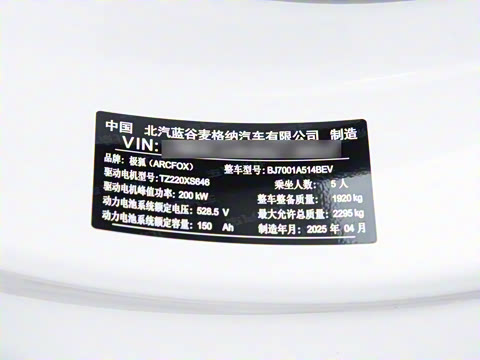 中国 北汽蓝谷麦格纳汽车有限公司 制造
VIN:
品牌：极狐（ARCFOX） 整车型号：BJ7001A514BEV
驱动电机型号：TZ220XS646 乘坐人数：5 人
驱动电机峰值功率：200 kW 整车整备质量：1920 kg
动力电池系统额定电压：528.5 V 最大允许总质量：2295 kg
动力电池系统额定容量：150 Ah 制造年月：2025 年 04 月